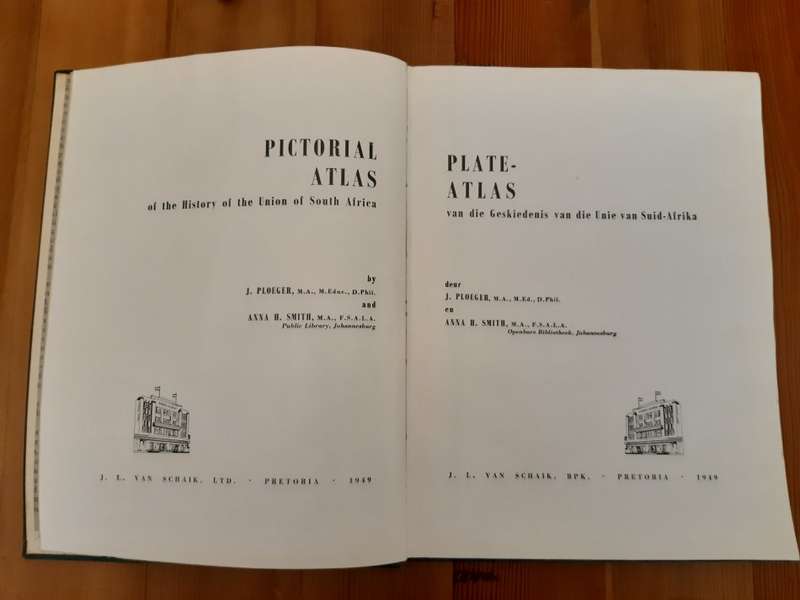 PICTORIAL
ATLAS
of the History of the Union of South Africa
by
J. PLOEGER, M.A., M.Educ., D.Phil.
and
ANNA H. SMITH, M.A., F.S.A.L.A.
Public Library, Johannesburg
J. L. VAN SCHAIK, LTD. · PRETORIA · 1949
PLATE-
ATLAS
van die Geskiedenis van die Unie van Suid-Afrika
deur
J. PLOEGER, M.A., M.Ed., D.Phil.
en
ANNA H. SMITH, M.A., F.S.A.L.A.
Openbare Biblioteek, Johannesburg
J. L. VAN SCHAIK, BPK. · PRETORIA · 1949